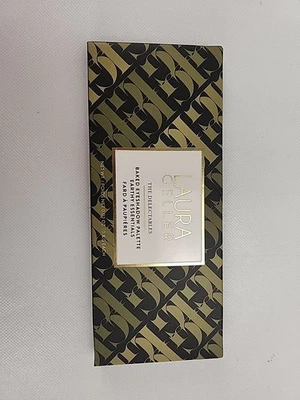 LAURA
GELLER
THE DELECTABLES
BAKED EYESHADOW PALETTE
EARTHY ESSENTIALS
FARD À PAUPIÈRES